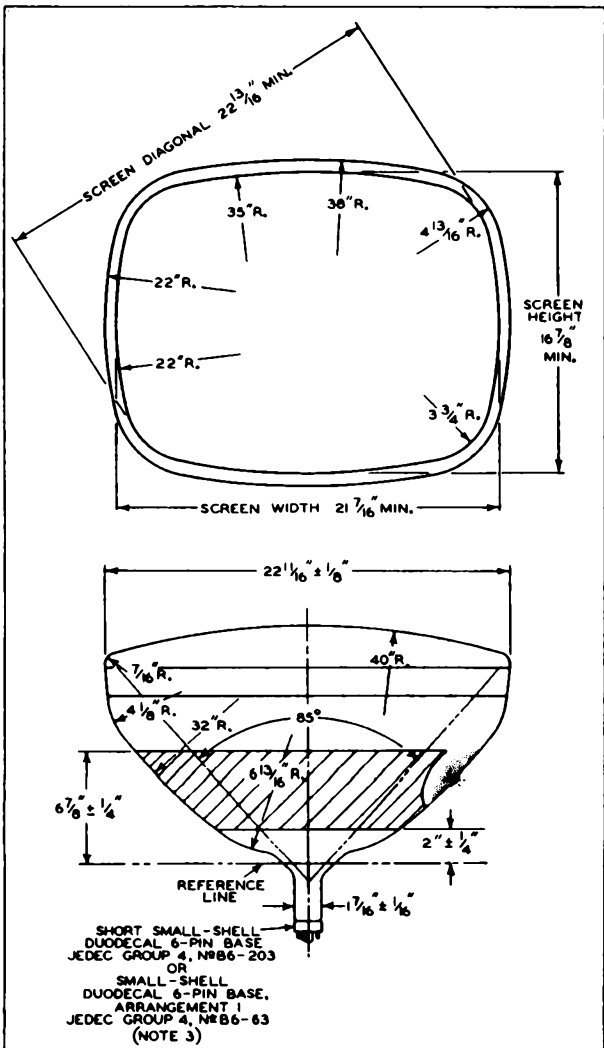 SCREEN DIAGONAL 22 13/16" MIN.
35"R.
38"R.
4 13/16"R.
22"R.
SCREEN
HEIGHT
16 7/8"
MIN.
22"R.
3 3/4"R.
SCREEN WIDTH 21 7/16" MIN.
22 11/16" ± 1/8"
40"R.
7/16"R.
4 1/8"R.
32"R.
85°
6 13/16"R.
6 7/8" ± 1/4"
2" ± 1/4"
REFERENCE
LINE
1 7/16" ± 1/16"
SHORT SMALL-SHELL
DUODECAL 6-PIN BASE
JEDEC GROUP 4, NºB6-203
OR
SMALL-SHELL
DUODECAL 6-PIN BASE,
ARRANGEMENT 1
JEDEC GROUP 4, NºB6-63
(NOTE 3)